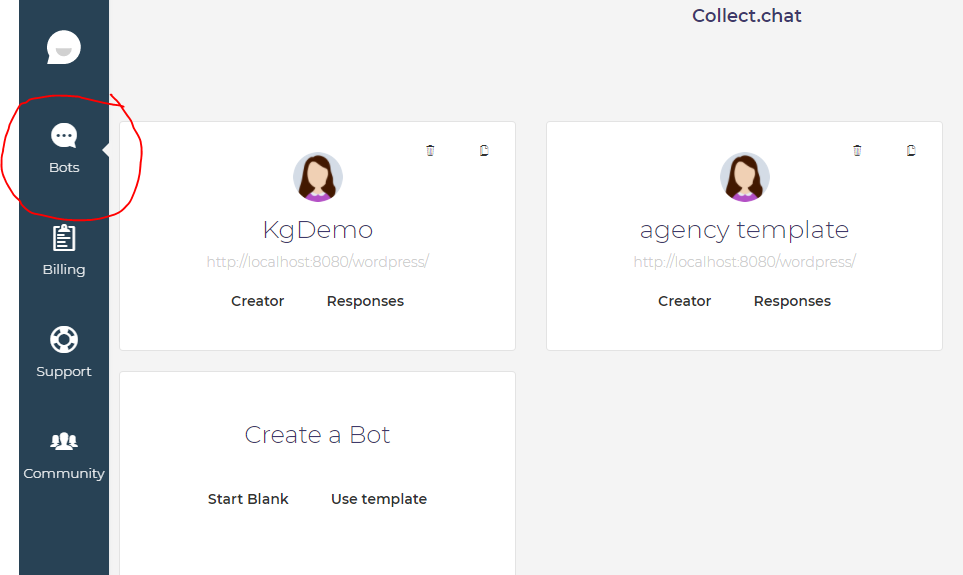 Collect.chat
Bots
Billing
Support
Community
KgDemo
http://localhost:8080/wordpress/
Creator Responses
agency template
http://localhost:8080/wordpress/
Creator Responses
Create a Bot
Start Blank Use template